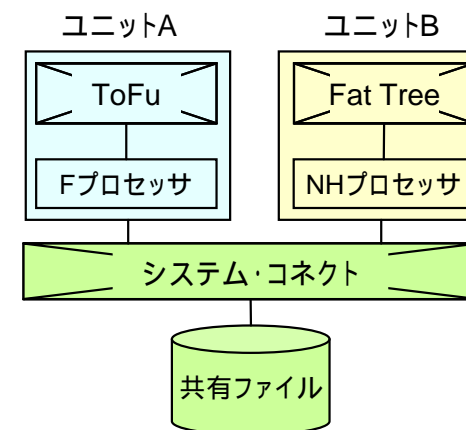 ユニットA
ユニットB
ToFu
Fat Tree
Fプロセッサ
NHプロセッサ
システム・コネクト
共有ファイル